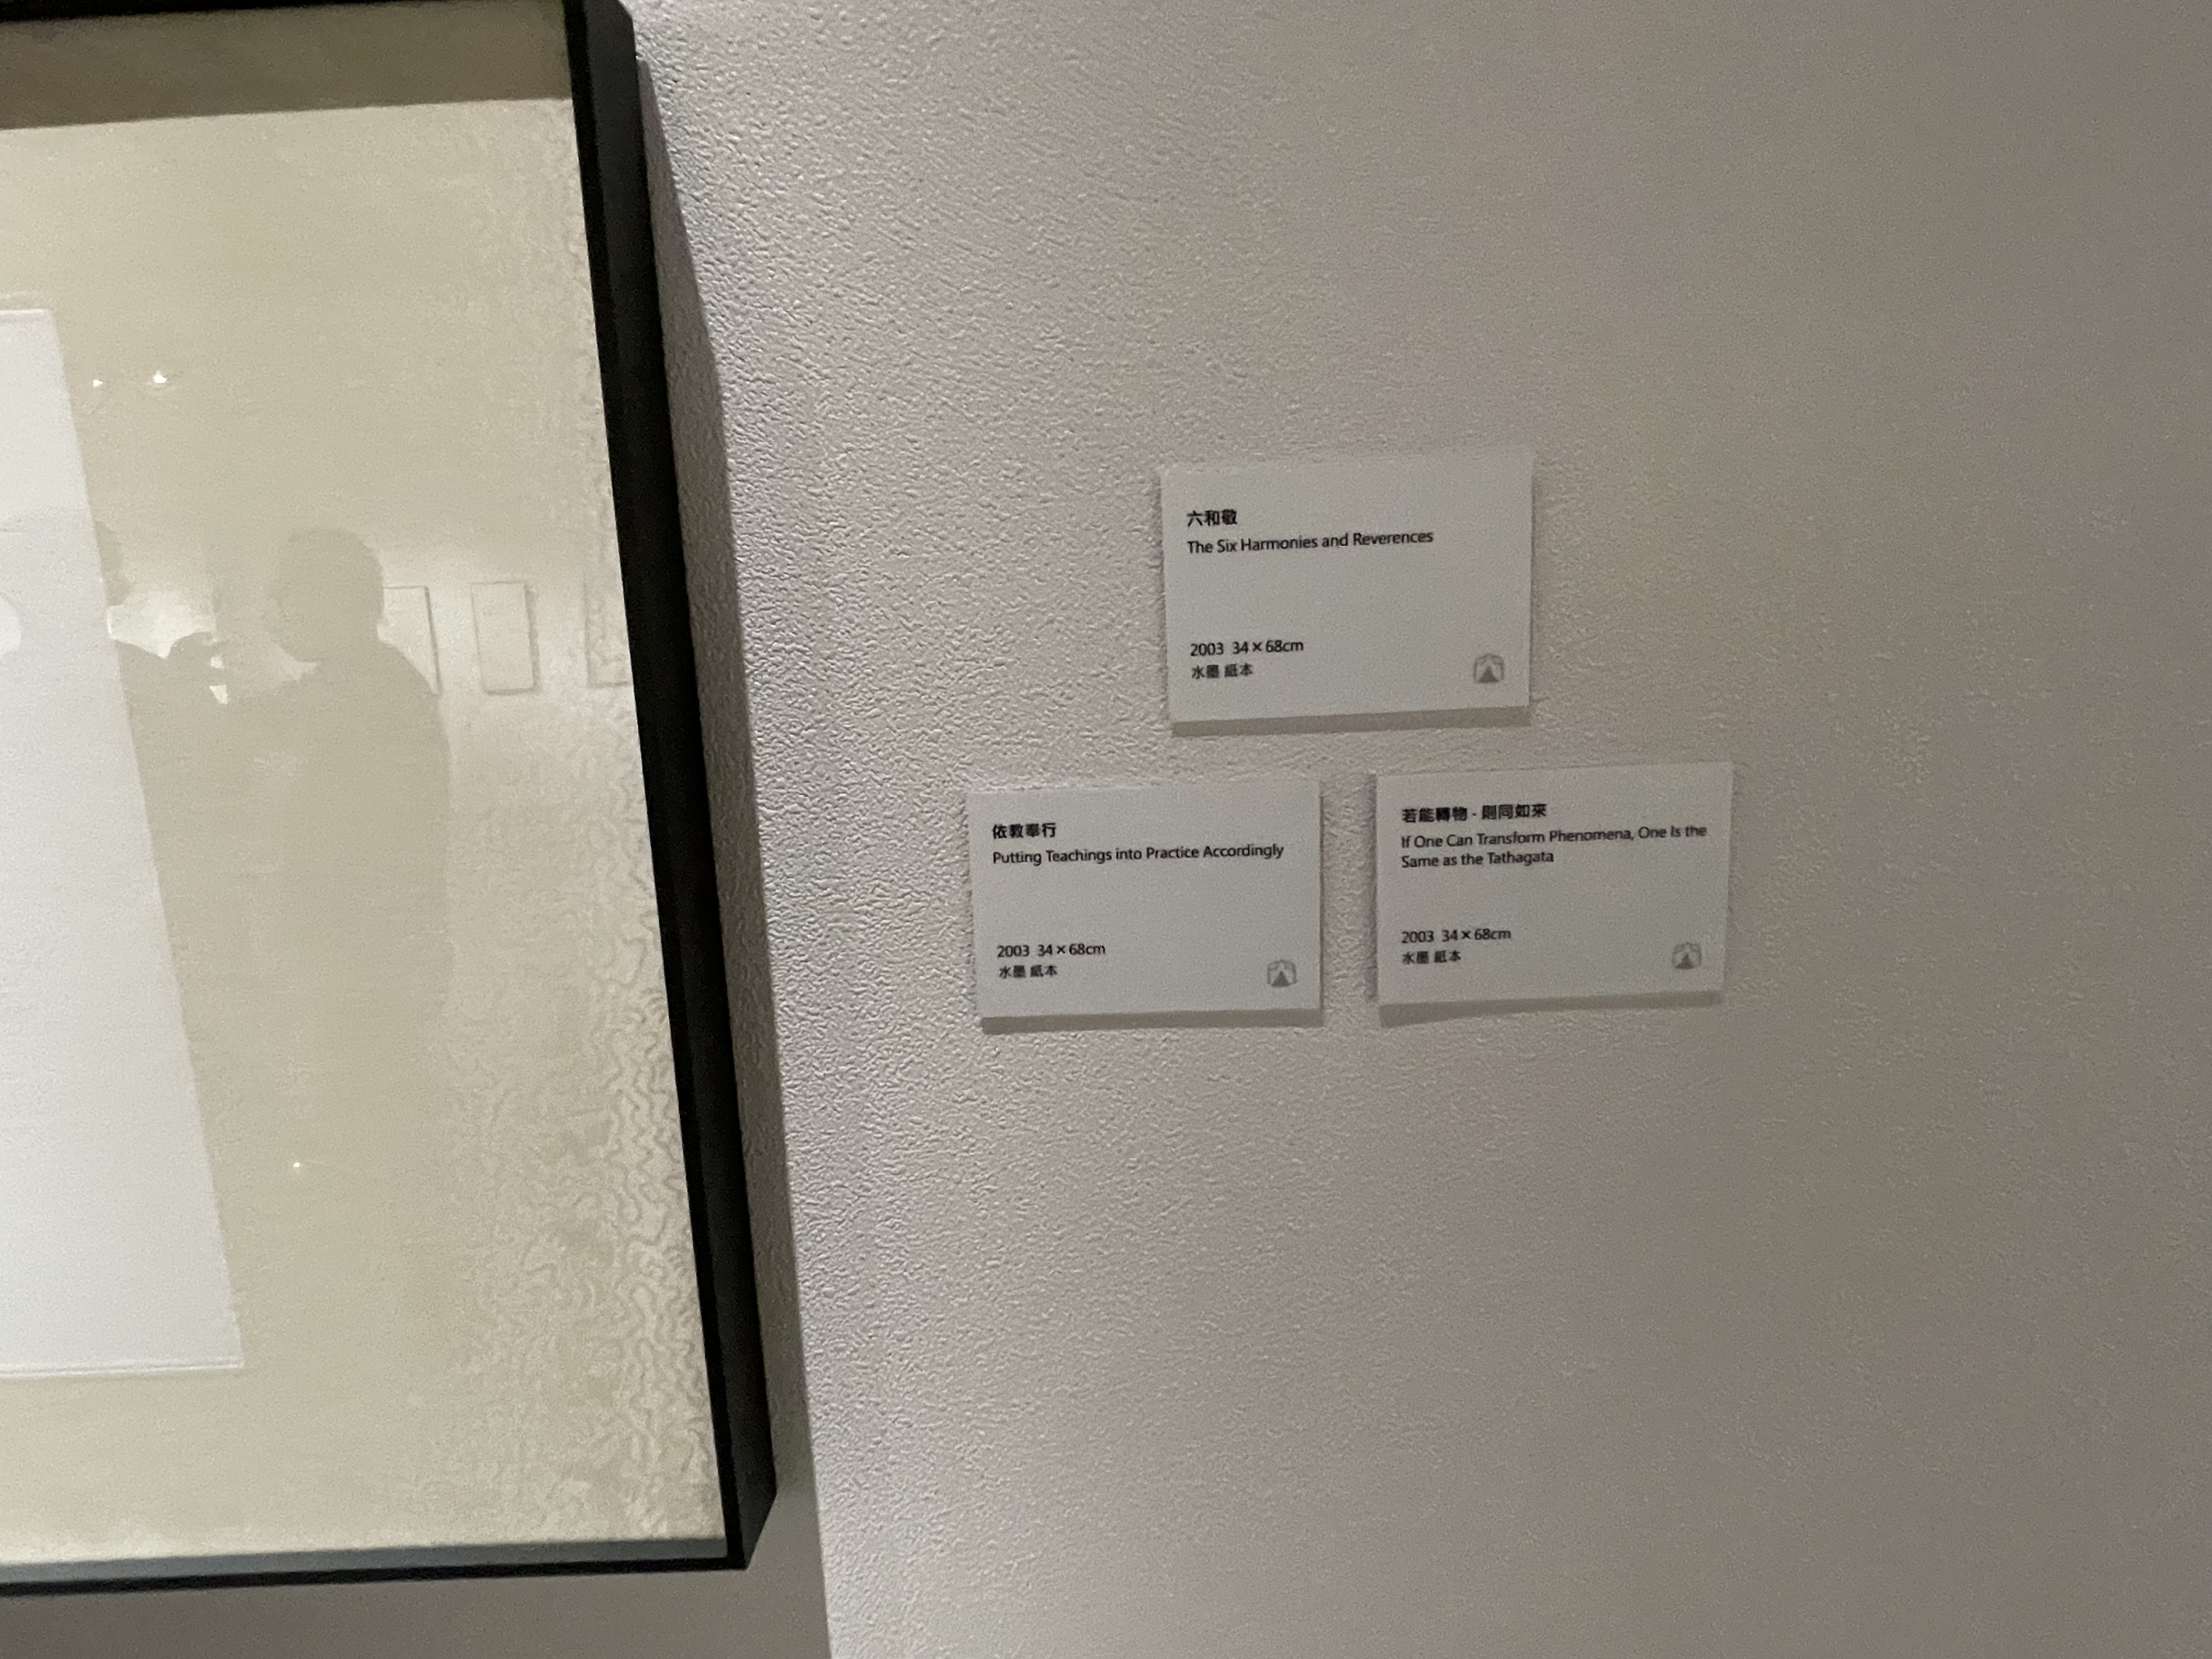 六和敬
The Six Harmonies and Reverences
2003 34×68cm
水墨 紙本
依教奉行
Putting Teachings into Practice Accordingly
2003 34×68cm
水墨 紙本
若能轉物 - 則同如來
If One Can Transform Phenomena, One Is the
Same as the Tathagata
2003 34×68cm
水墨 紙本